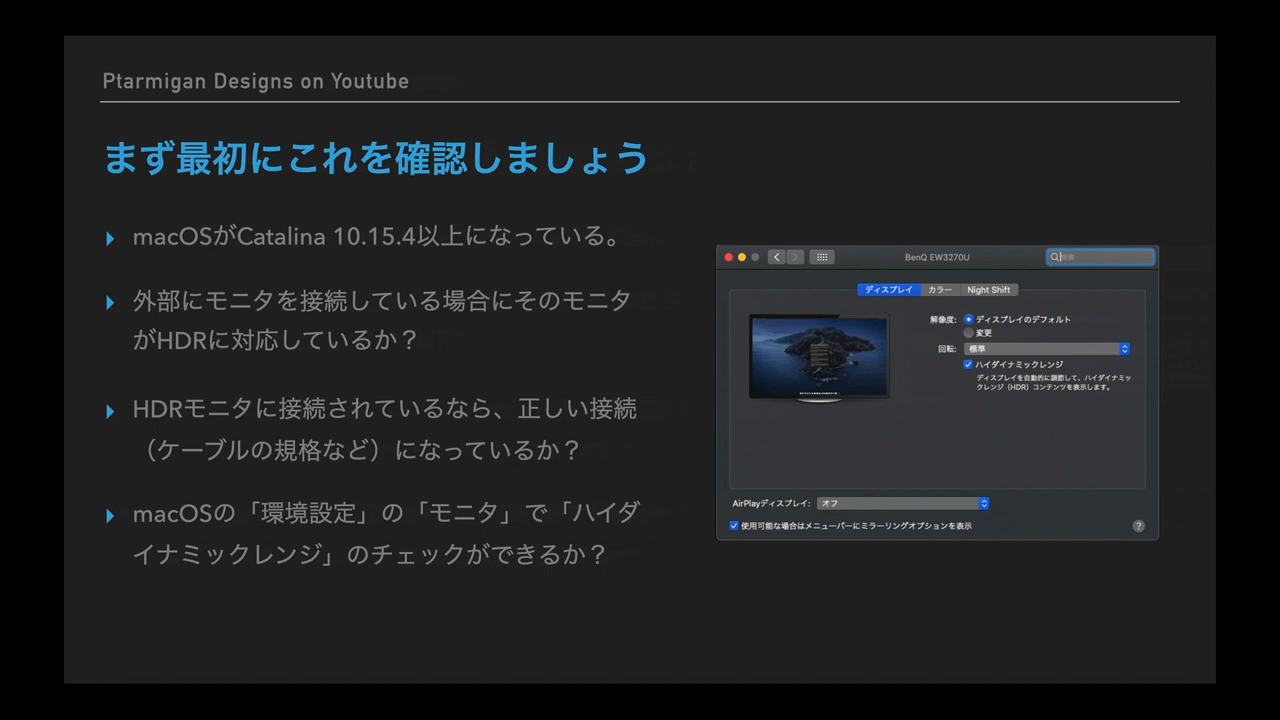 Ptarmigan Designs on Youtube
まず最初にこれを確認しましょう
macOSがCatalina 10.15.4以上になっている。
外部にモニタを接続している場合にそのモニタ
がHDRに対応しているか？
HDRモニタに接続されているなら、正しい接続
（ケーブルの規格など）になっているか？
macOSの「環境設定」の「モニタ」で「ハイダ
イナミックレンジ」のチェックができるか？
BenQ EW3270U
検索
ディスプレイ カラー Night Shift
解像度: ディスプレイのデフォルト
変更
回転: 標準
ハイダイナミックレンジ
ディスプレイを自動的に調節して、ハイダイナミッ
クレンジ（HDR）コンテンツを表示します。
AirPlayディスプレイ: オフ
使用可能な場合はメニューバーにミラーリングオプションを表示
?